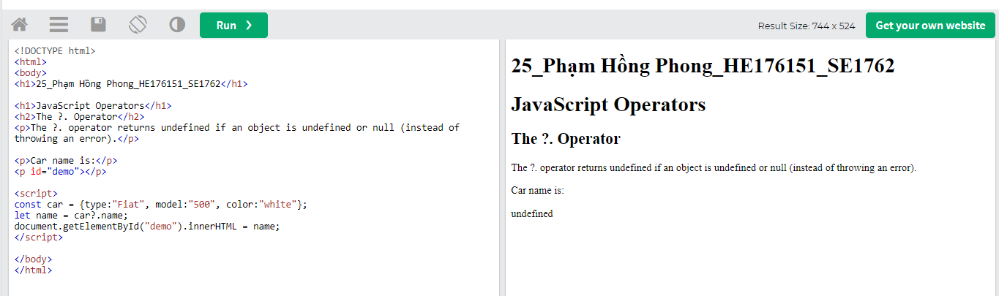 Run ❯
Result Size: 744 x 524
Get your own website
<!DOCTYPE html>
<html>
<body>
<h1>25_Phạm Hồng Phong_HE176151_SE1762</h1>
<h1>JavaScript Operators</h1>
<h2>The ?. Operator</h2>
<p>The ?. operator returns undefined if an object is undefined or null (instead of
throwing an error).</p>
<p>Car name is:</p>
<p id="demo"></p>
<script>
const car = {type:"Fiat", model:"500", color:"white"};
let name = car?.name;
document.getElementById("demo").innerHTML = name;
</script>
</body>
</html>
25_Phạm Hồng Phong_HE176151_SE1762
JavaScript Operators
The ?. Operator
The ?. operator returns undefined if an object is undefined or null (instead of throwing an error).
Car name is:
undefined